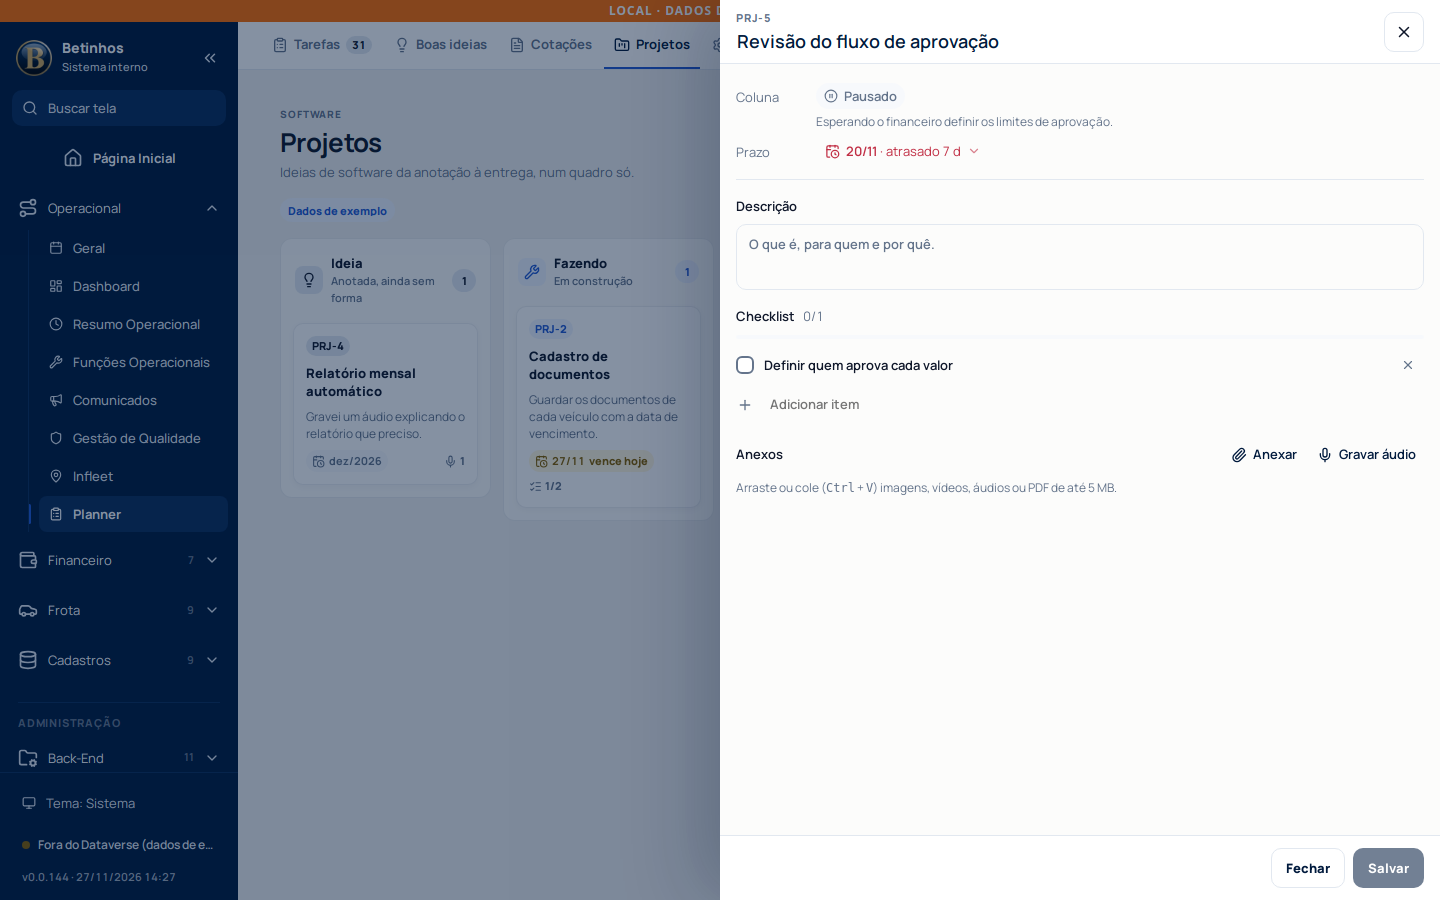 LOCAL · DADOS D
Betinhos
Sistema interno
Buscar tela
Página Inicial
Operacional
Geral
Dashboard
Resumo Operacional
Funções Operacionais
Comunicados
Gestão de Qualidade
Infleet
Planner
Financeiro 7
Frota 9
Cadastros 9
ADMINISTRAÇÃO
Back-End 11
Tema: Sistema
Fora do Dataverse (dados de e...
v0.0.144 · 27/11/2026 14:27
Tarefas 31 Boas ideias Cotações Projetos
SOFTWARE
Projetos
Ideias de software da anotação à entrega, num quadro só.
Dados de exemplo
Ideia
Anotada, ainda sem
forma
1
PRJ-4
Relatório mensal
automático
Gravei um áudio explicando o
relatório que preciso.
dez/2026 1
Fazendo
Em construção
1
PRJ-2
Cadastro de
documentos
Guardar os documentos de
cada veículo com a data de
vencimento.
27/11 vence hoje
1/2
PRJ-5
Revisão do fluxo de aprovação
Coluna Pausado
Esperando o financeiro definir os limites de aprovação.
Prazo 20/11 · atrasado 7 d
Descrição
O que é, para quem e por quê.
Checklist 0/1
Definir quem aprova cada valor
Adicionar item
Anexos Anexar Gravar áudio
Arraste ou cole (Ctrl + V) imagens, vídeos, áudios ou PDF de até 5 MB.
Fechar Salvar